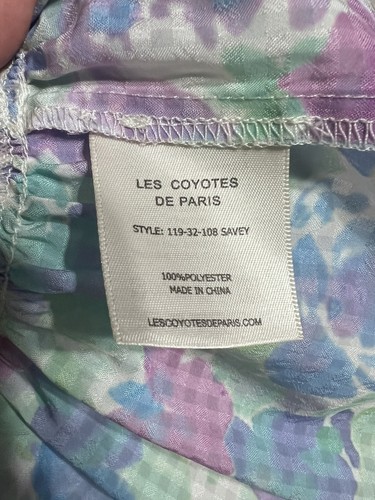 LES COYOTES
DE PARIS
STYLE: 119-32-108 SAVEY
100%POLYESTER
MADE IN CHINA
LESCOYOTESDEPARIS.COM